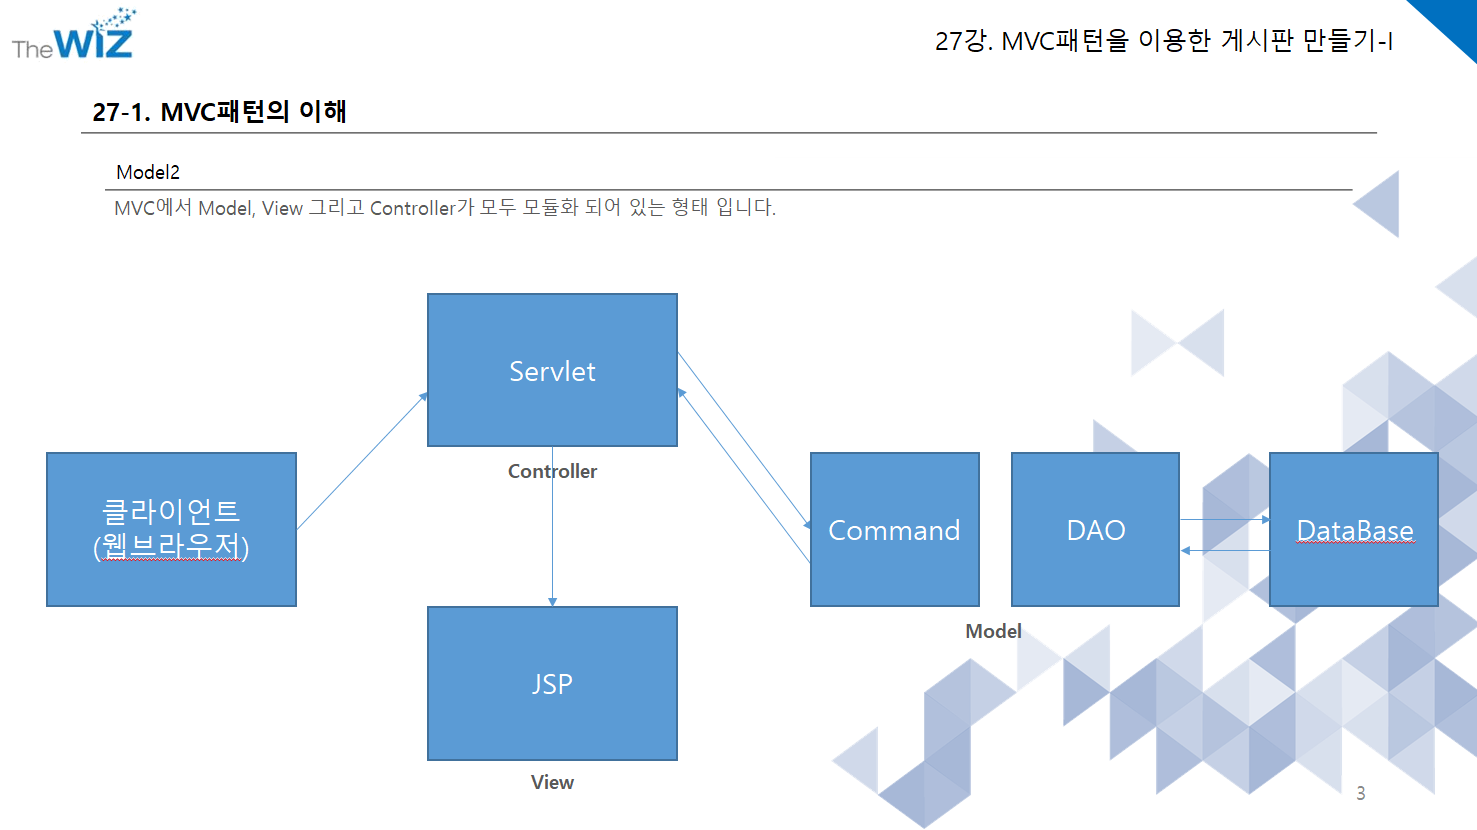 TheWIZ
27강. MVC패턴을 이용한 게시판 만들기-I
27-1. MVC패턴의 이해
Model2
MVC에서 Model, View 그리고 Controller가 모두 모듈화 되어 있는 형태 입니다.
Servlet
Controller
클라이언트
(웹브라우저)
Command
DAO
DataBase
Model
JSP
View
3